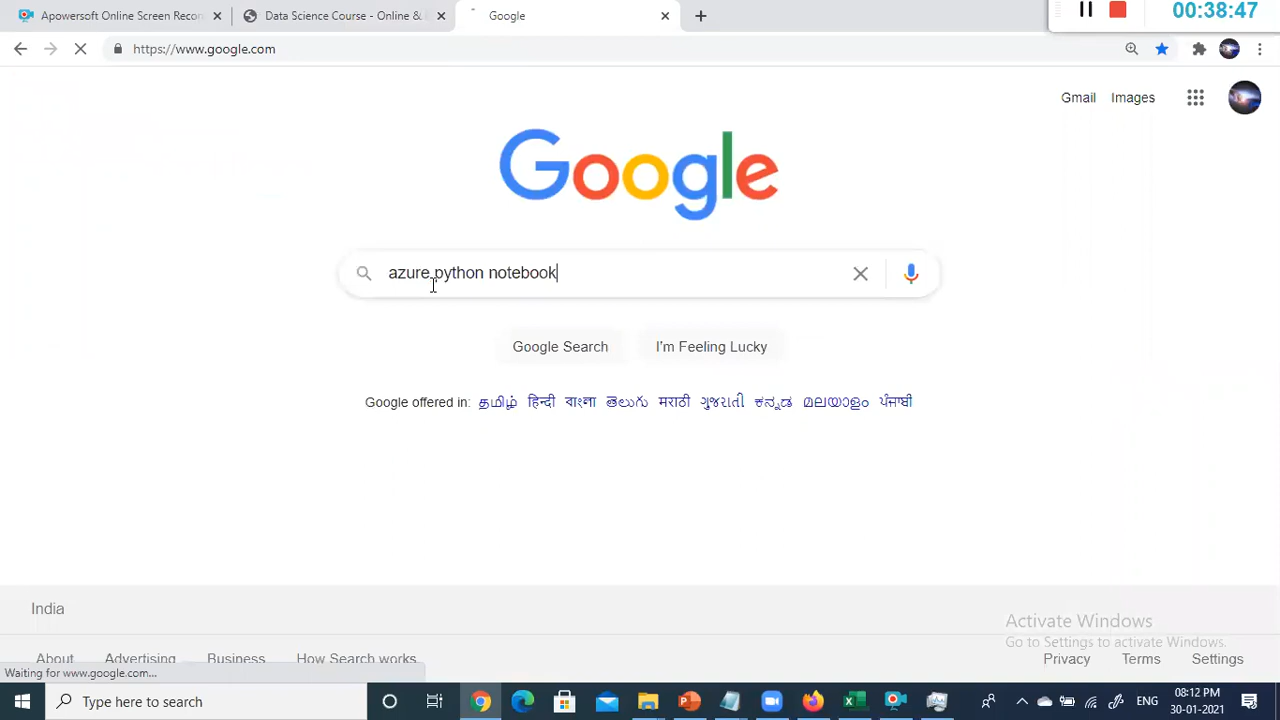 Apowersoft Online Screen Recor
Data Science Course - Online &
Google
00:38:47
https://www.google.com
Gmail
Images
Google
azure python notebook
Google Search
I'm Feeling Lucky
Google offered in: தமிழ் हिन्दी বাংলা తెలుగు मराठी ગુજરાતી ಕನ್ನಡ മലയാളം ਪੰਜਾਬੀ
India
Activate Windows
Go to Settings to activate Windows.
About Advertising Business How Search works
Privacy Terms Settings
Waiting for www.google.com...
Type here to search
ENG
08:12 PM
30-01-2021